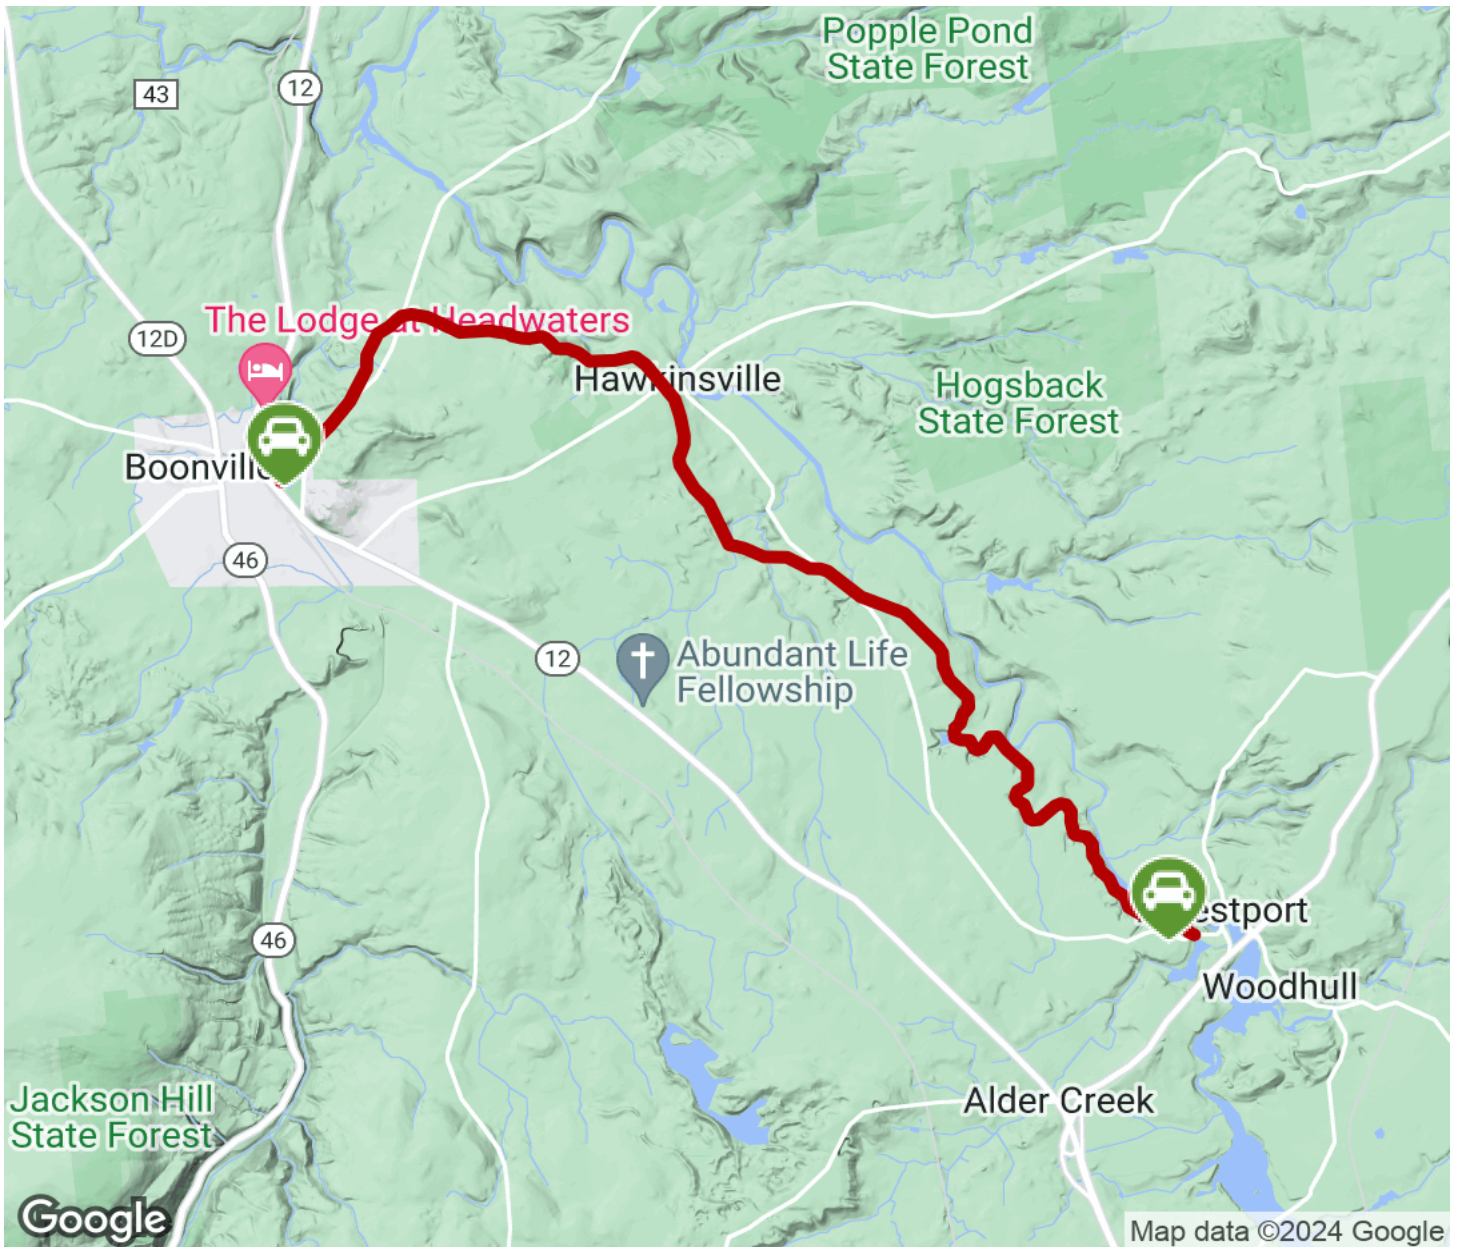 Popple Pond
State Forest
43
12
The Lodge at Headwaters
12D
Hawkinsville
Hogsback
State Forest
Boonville
46
12
Abundant Life
Fellowship
46
Woodhull
Alder Creek
Jackson Hill
State Forest
Google
Map data ©2024 Google